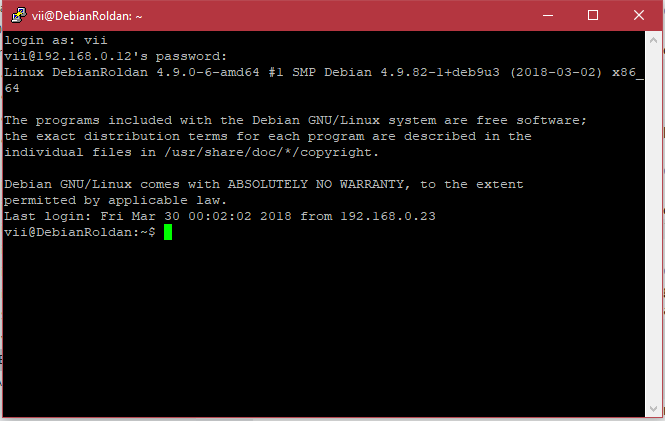 vii@DebianRoldan: ~
login as: vii
vii@192.168.0.12's password:
Linux DebianRoldan 4.9.0-6-amd64 #1 SMP Debian 4.9.82-1+deb9u3 (2018-03-02) x86_
64
The programs included with the Debian GNU/Linux system are free software;
the exact distribution terms for each program are described in the
individual files in /usr/share/doc/*/copyright.
Debian GNU/Linux comes with ABSOLUTELY NO WARRANTY, to the extent
permitted by applicable law.
Last login: Fri Mar 30 00:02:02 2018 from 192.168.0.23
vii@DebianRoldan:~$